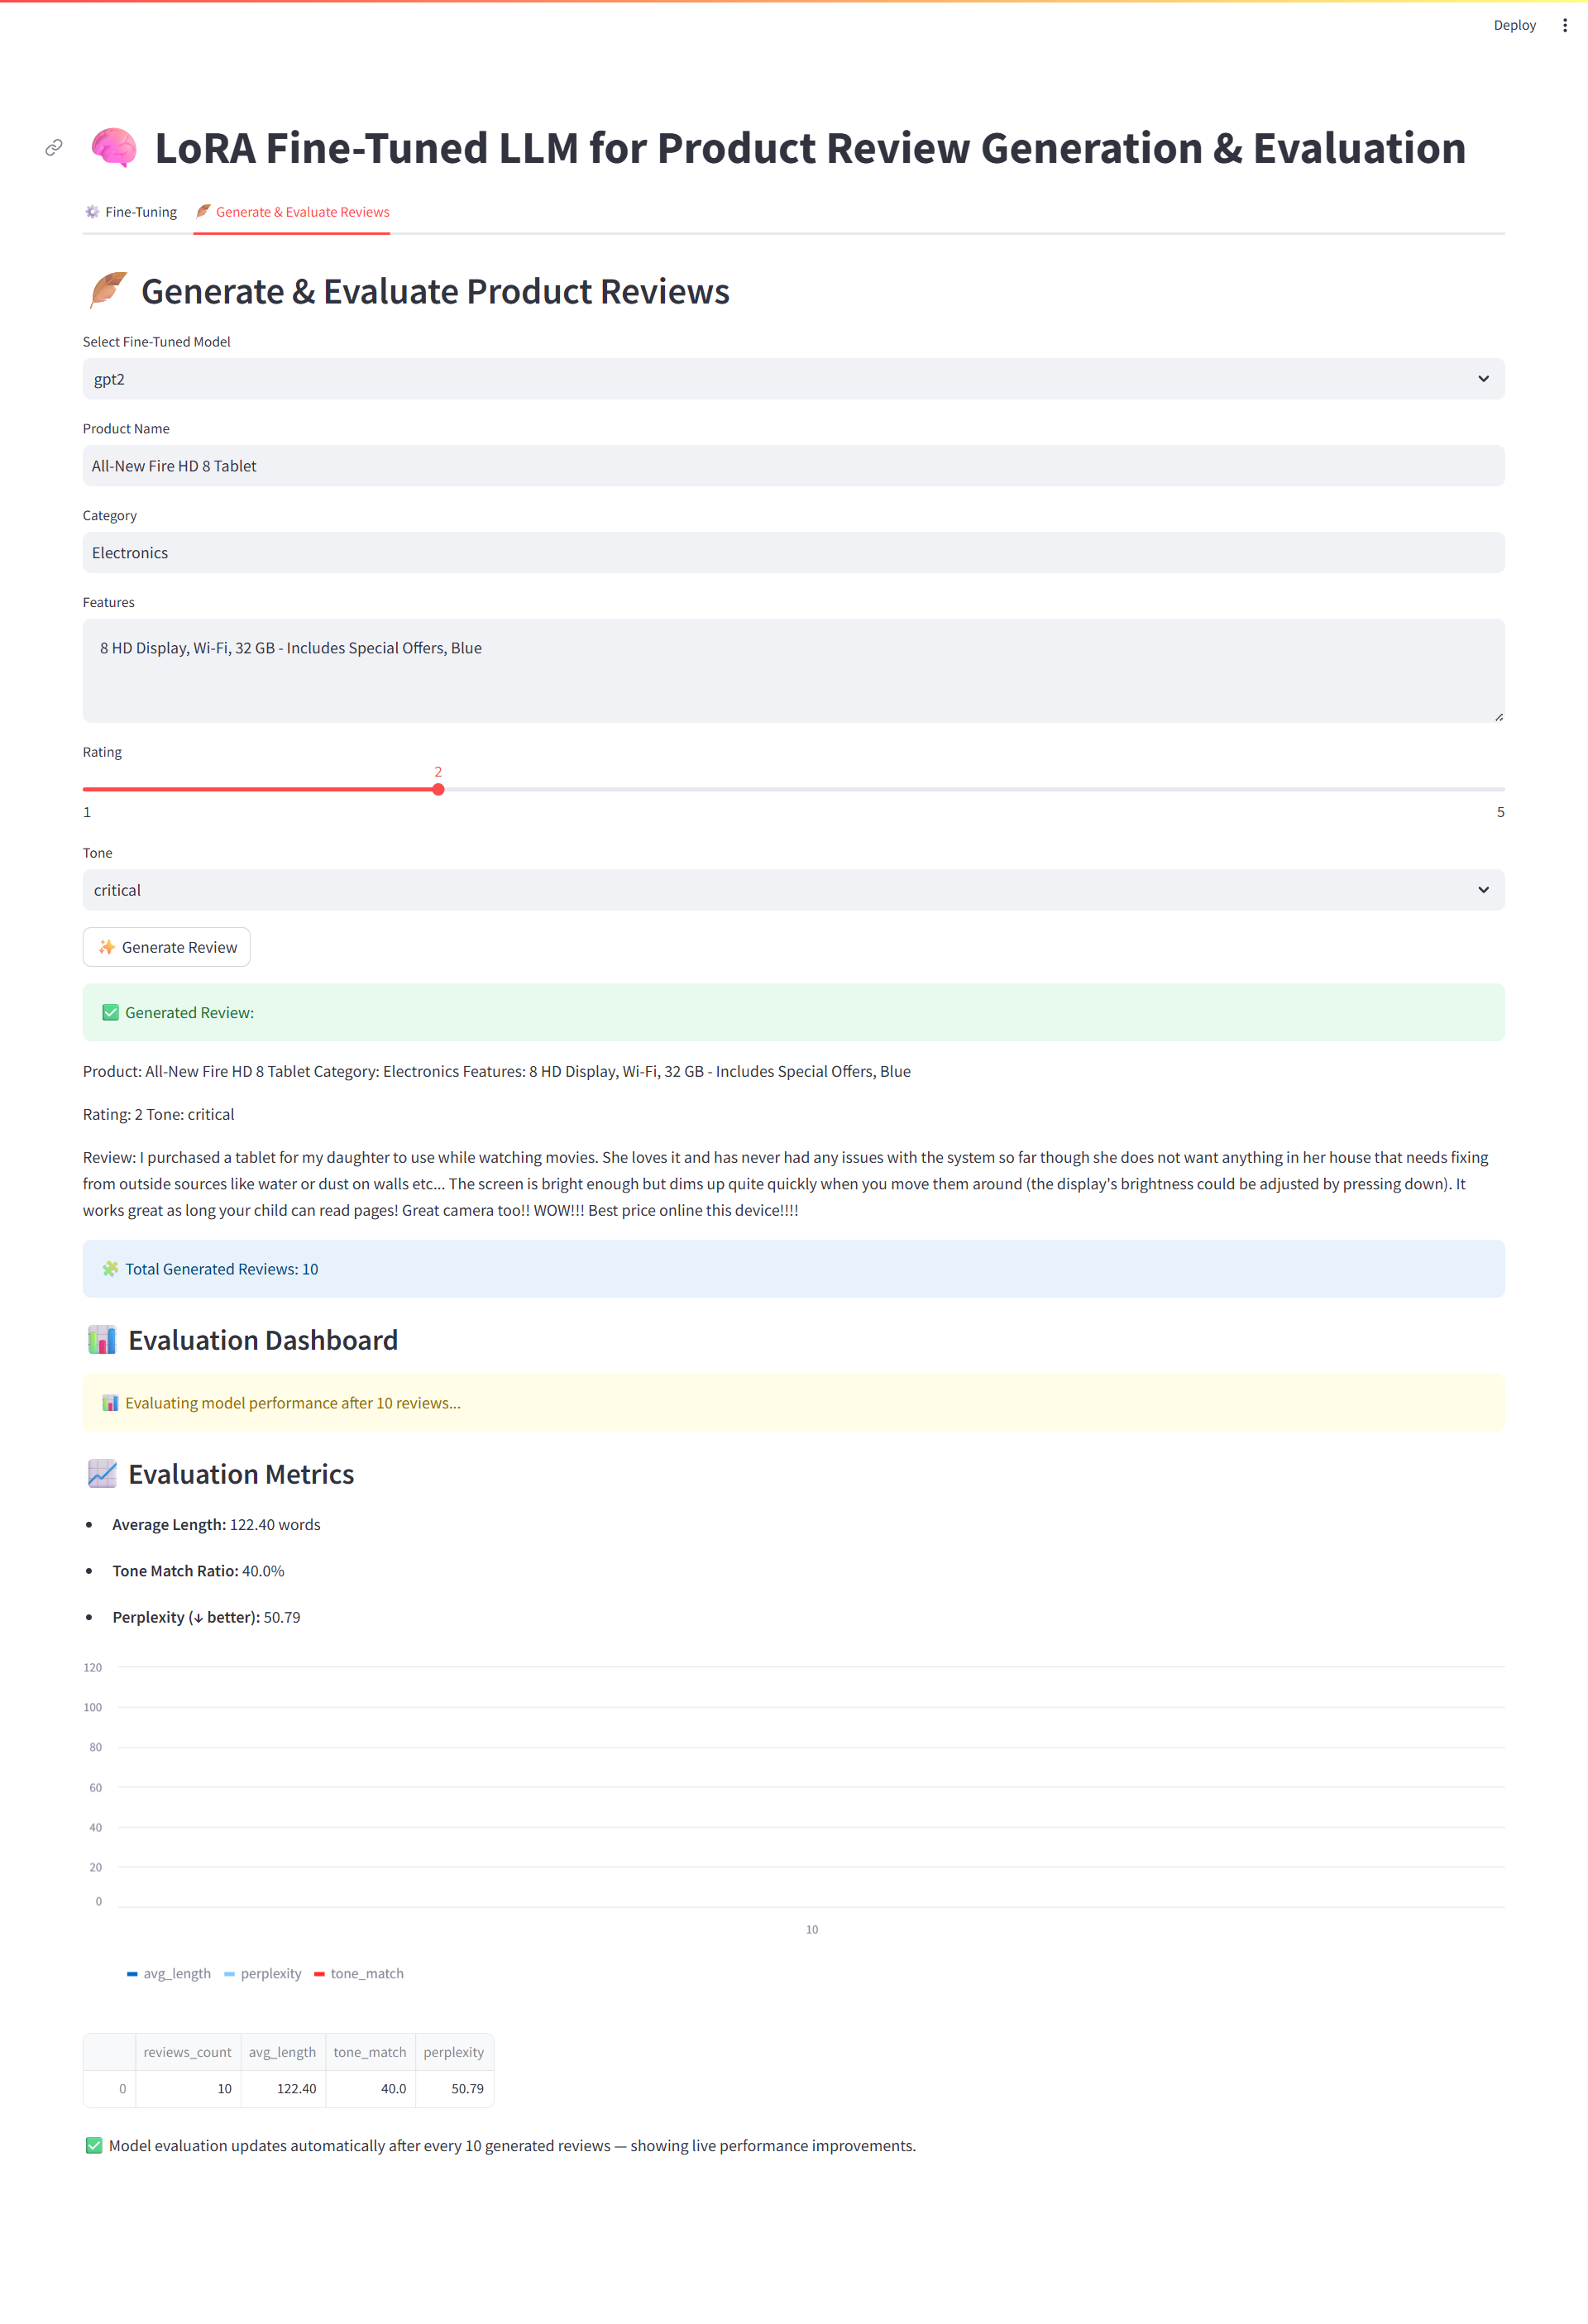 Deploy
LoRA Fine-Tuned LLM for Product Review Generation & Evaluation
Fine-Tuning Generate & Evaluate Reviews
Generate & Evaluate Product Reviews
Select Fine-Tuned Model
gpt2
Product Name
All-New Fire HD 8 Tablet
Category
Electronics
Features
8 HD Display, Wi-Fi, 32 GB - Includes Special Offers, Blue
Rating
2
1 5
Tone
critical
✨ Generate Review
✅ Generated Review:
Product: All-New Fire HD 8 Tablet Category: Electronics Features: 8 HD Display, Wi-Fi, 32 GB - Includes Special Offers, Blue
Rating: 2 Tone: critical
Review: I purchased a tablet for my daughter to use while watching movies. She loves it and has never had any issues with the system so far though she does not want anything in her house that needs fixing
from outside sources like water or dust on walls etc... The screen is bright enough but dims up quite quickly when you move them around (the display's brightness could be adjusted by pressing down). It
works great as long your child can read pages! Great camera too!! WOW!!! Best price online this device!!!!
Total Generated Reviews: 10
Evaluation Dashboard
Evaluating model performance after 10 reviews...
Evaluation Metrics
• Average Length: 122.40 words
• Tone Match Ratio: 40.0%
• Perplexity (↓ better): 50.79
120
100
80
60
40
20
0
10
avg_length perplexity tone_match
reviews_count avg_length tone_match perplexity
0 10 122.40 40.0 50.79
✅ Model evaluation updates automatically after every 10 generated reviews — showing live performance improvements.